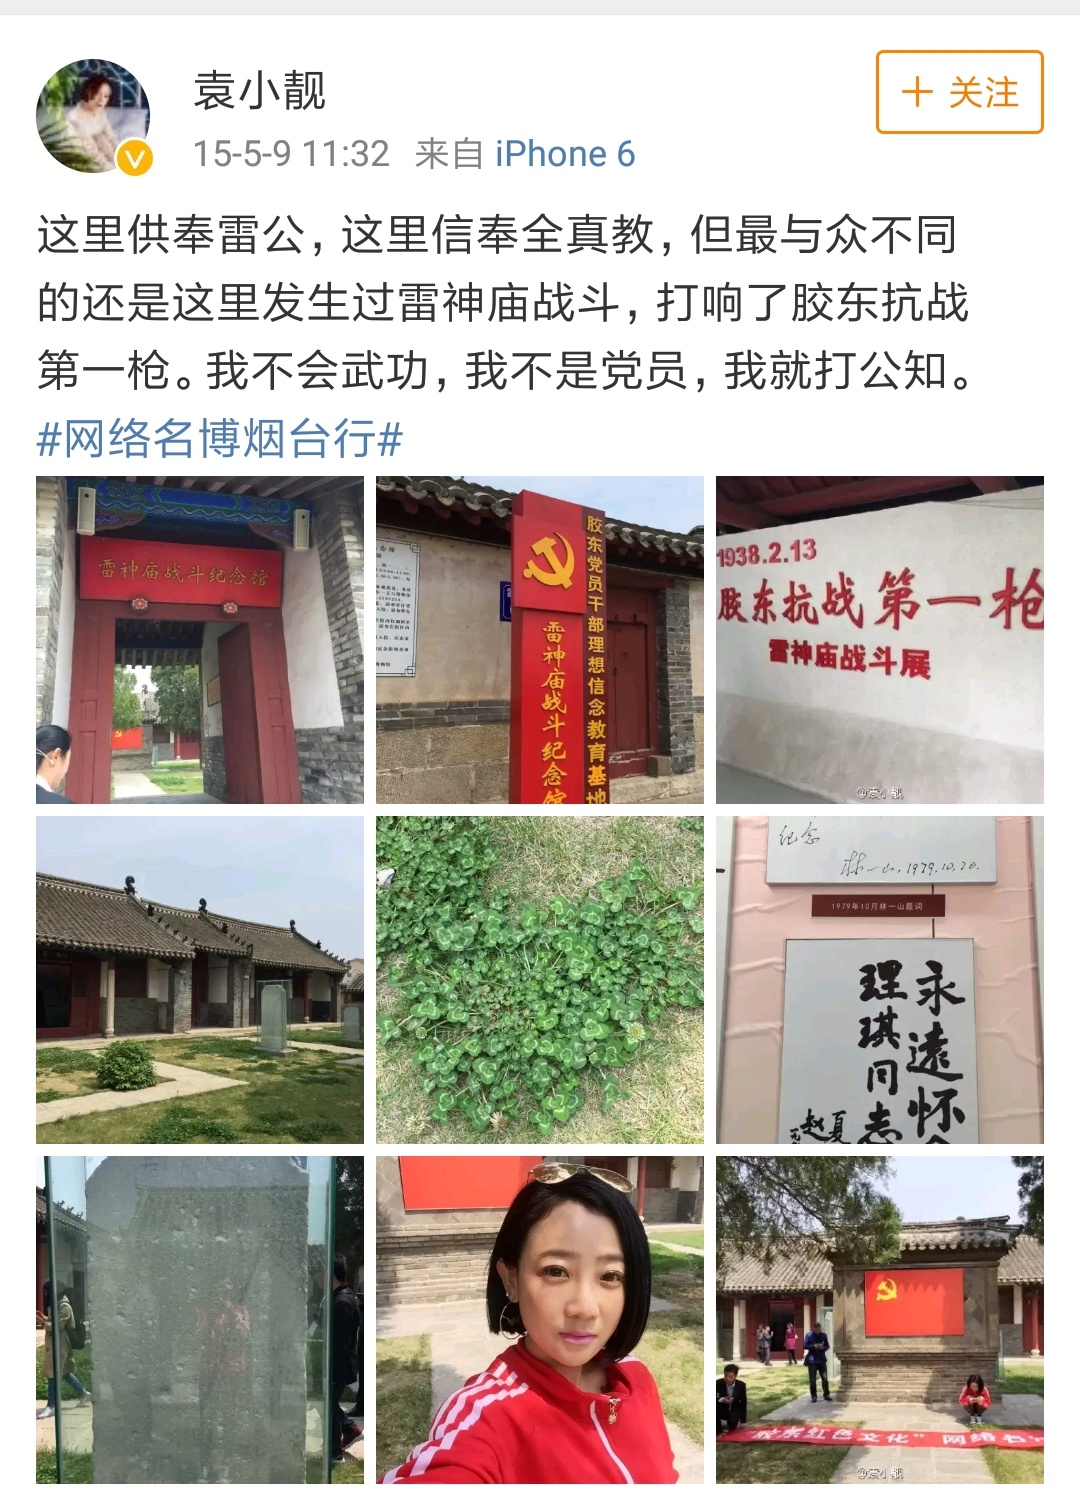 袁小靓
15-5-9 11:32 来自 iPhone 6
+ 关注
这里供奉雷公，这里信奉全真教，但最与众不同
的还是这里发生过雷神庙战斗，打响了胶东抗战
第一枪。我不会武功，我不是党员，我就打公知。
#网络名博烟台行#
雷神庙战斗纪念馆
胶东党员干部理想信念教育基地
雷神庙战斗纪念馆
1938.2.13
胶东抗战第一枪
雷神庙战斗展
@袁小靓
纪念
林一山.1979.10.20.
1979年10月林一山题词
永远怀
理琪同志
赵夏
胶东红色文化” 网络名
@袁小靓